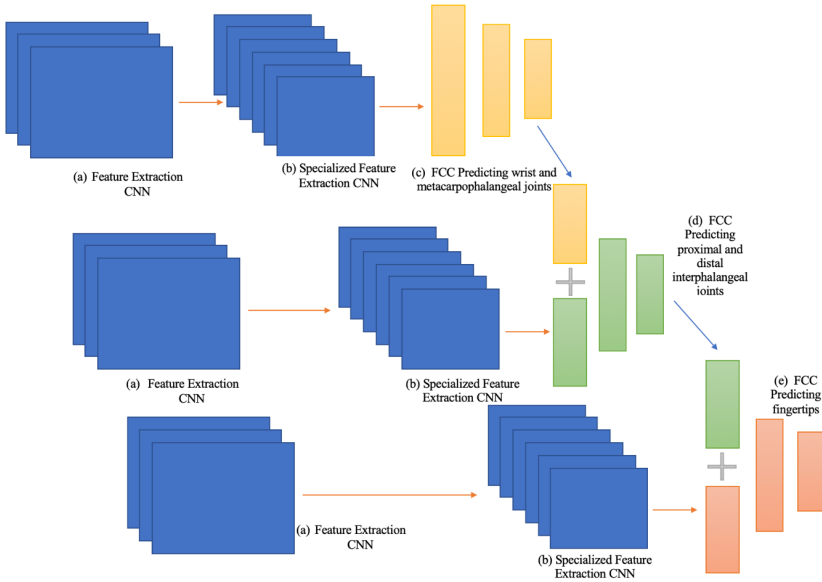 (a) Feature Extraction
CNN
(b) Specialized Feature
Extraction CNN
(c) FCC Predicting wrist and
metacarpophalangeal joints
(d) FCC
Predicting
proximal and
distal
interphalangeal
joints
(a) Feature Extraction
CNN
(b) Specialized Feature
Extraction CNN
(e) FCC
Predicting
fingertips
(a) Feature Extraction
CNN
(b) Specialized Feature
Extraction CNN